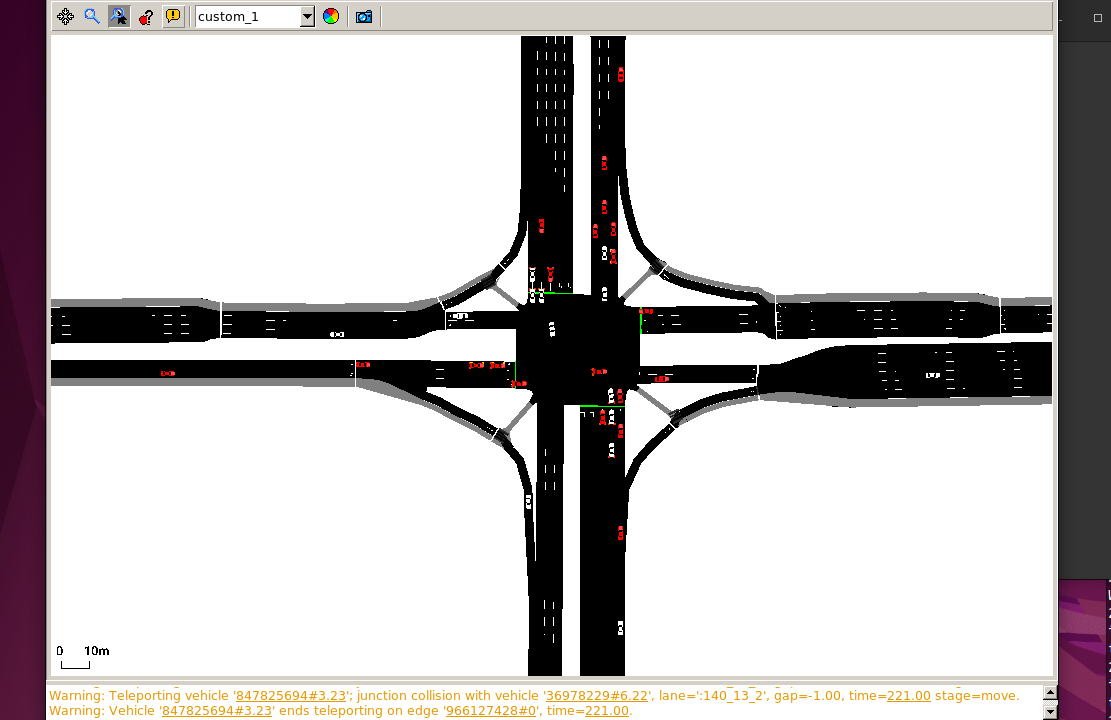 custom_1
0 10m
Warning: Teleporting vehicle '847825694#3.23'; junction collision with vehicle '36978229#6.22', lane=':140_13_2', gap=-1.00, time=221.00 stage=move.
Warning: Vehicle '847825694#3.23' ends teleporting on edge '966127428#0', time=221.00.